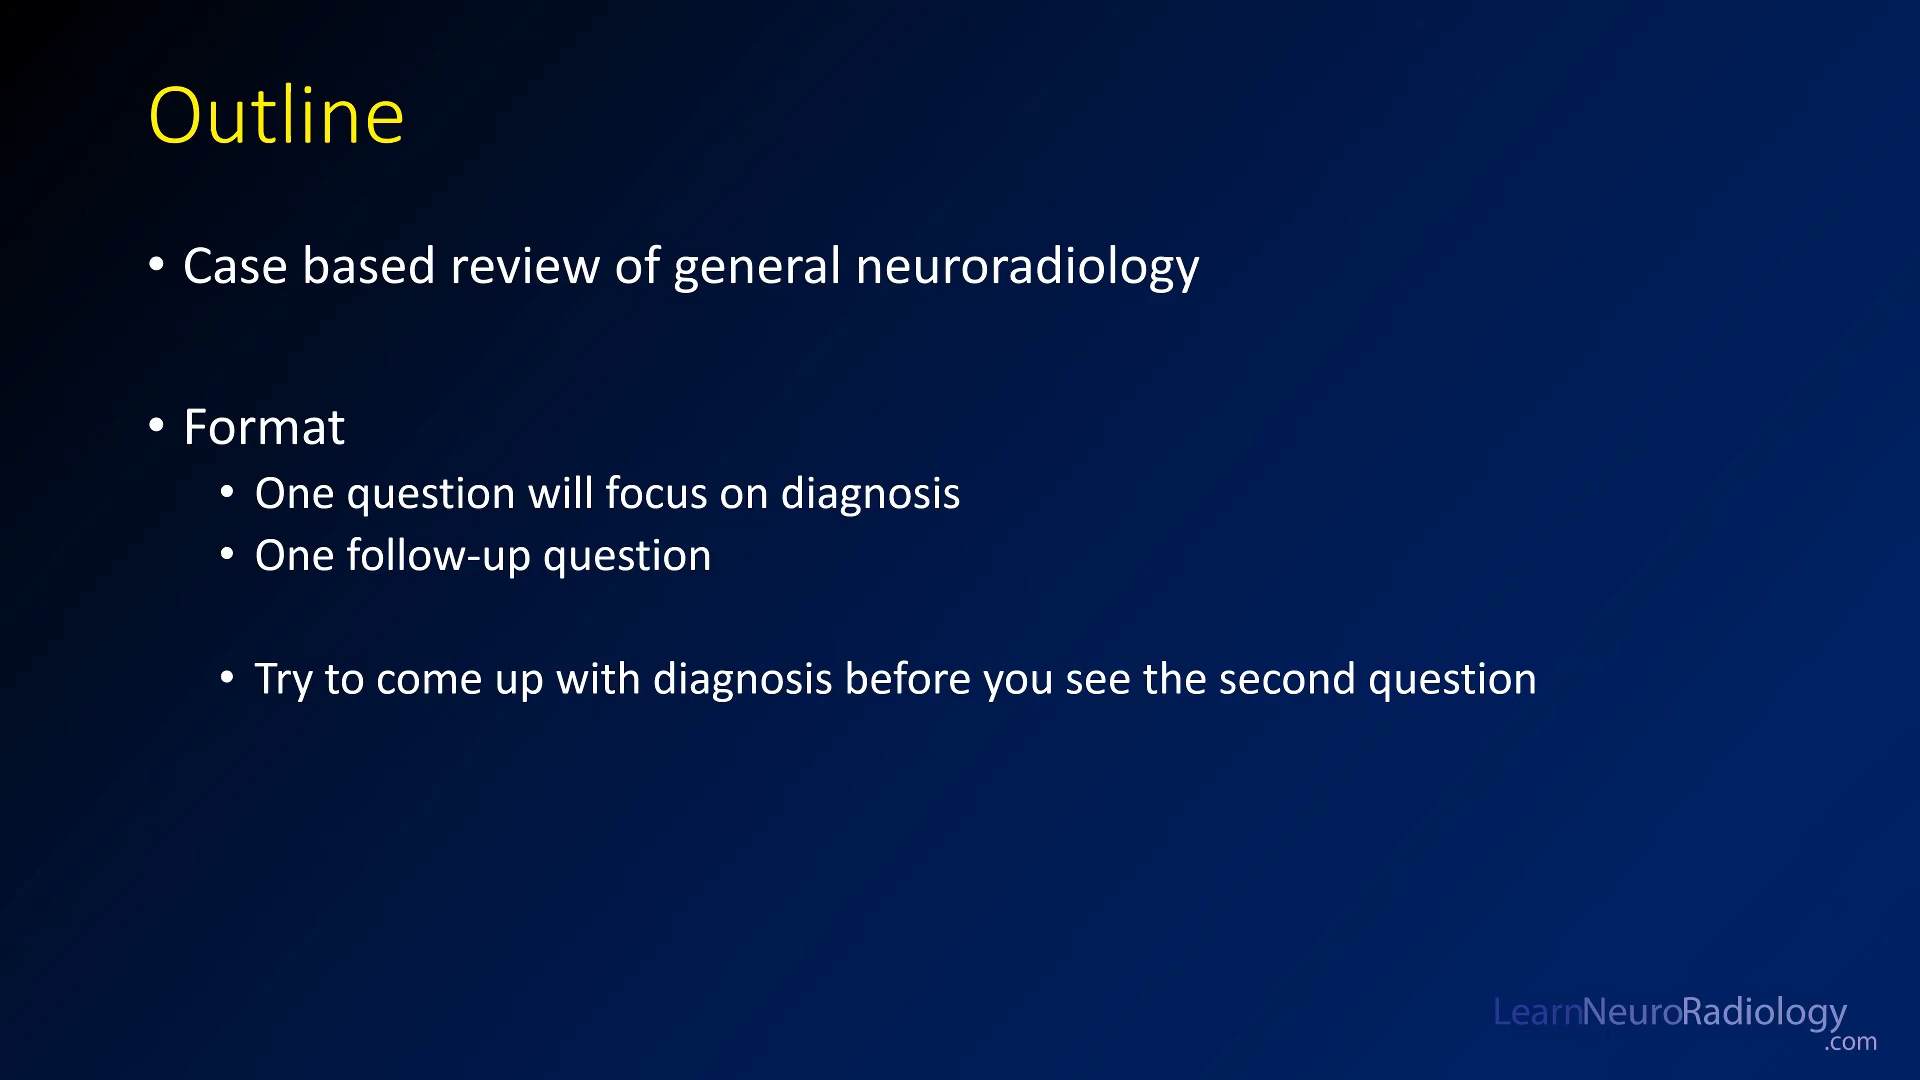 Outline
• Case based review of general neuroradiology
• Format
• One question will focus on diagnosis
• One follow-up question
• Try to come up with diagnosis before you see the second question
LearnNeuroRadiology
.com